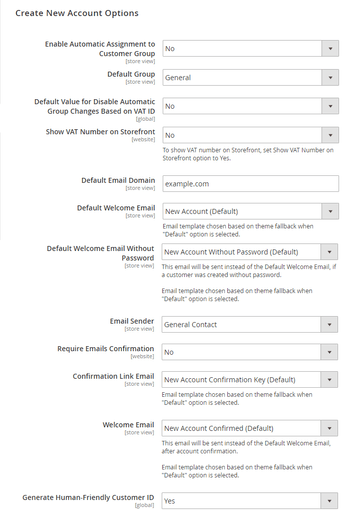 Create New Account Options
Enable Automatic Assignment to
Customer Group
[store view]
No
Default Group
[store view]
General
Default Value for Disable Automatic
Group Changes Based on VAT ID
[global]
No
Show VAT Number on Storefront
[website]
No
To show VAT number on Storefront, set Show VAT Number on
Storefront option to Yes.
Default Email Domain
[store view]
example.com
Default Welcome Email
[store view]
New Account (Default)
Email template chosen based on theme fallback when
"Default" option is selected.
Default Welcome Email Without
Password
[store view]
New Account Without Password (Default)
This email will be sent instead of the Default Welcome Email, if
a customer was created without password.
Email template chosen based on theme fallback when
"Default" option is selected.
Email Sender
[store view]
General Contact
Require Emails Confirmation
[website]
No
Confirmation Link Email
[store view]
New Account Confirmation Key (Default)
Email template chosen based on theme fallback when
"Default" option is selected.
Welcome Email
[store view]
New Account Confirmed (Default)
This email will be sent instead of the Default Welcome Email,
after account confirmation.
Email template chosen based on theme fallback when
"Default" option is selected.
Generate Human-Friendly Customer ID
[global]
Yes